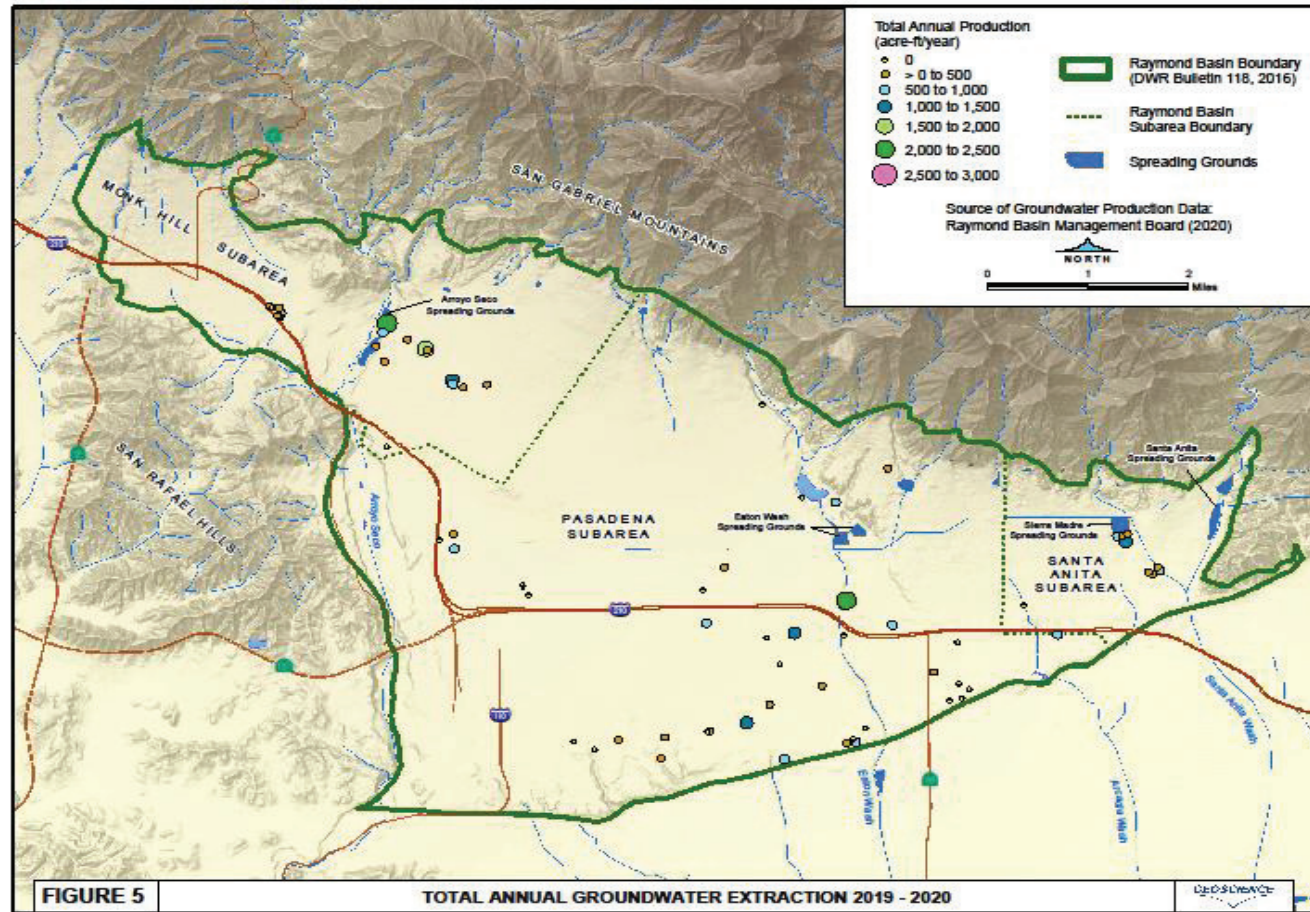 Total Annual Production
(acre-ft/year)
0
> 0 to 500
500 to 1,000
1,000 to 1,500
1,500 to 2,000
2,000 to 2,500
2,500 to 3,000
Raymond Basin Boundary
(DWR Bulletin 118, 2016)
Raymond Basin
Subarea Boundary
Spreading Grounds
Source of Groundwater Production Data:
Raymond Basin Management Board (2020)
NORTH
0 1 2
Miles
MONK HILL SUBAREA
SAN GABRIEL MOUNTAINS
210
Arroyo Seco
Spreading Grounds
SAN RAFAEL HILLS
Arroyo Seco
PASADENA
SUBAREA
Eaton Wash
Spreading Grounds
Santa Anita
Spreading Grounds
Sierra Madre
Spreading Grounds
SANTA
ANITA
SUBAREA
210
110
Eaton Wash
Arcadia Wash
Santa Anita Wash
FIGURE 5
TOTAL ANNUAL GROUNDWATER EXTRACTION 2019 - 2020
GEOSCIENCE